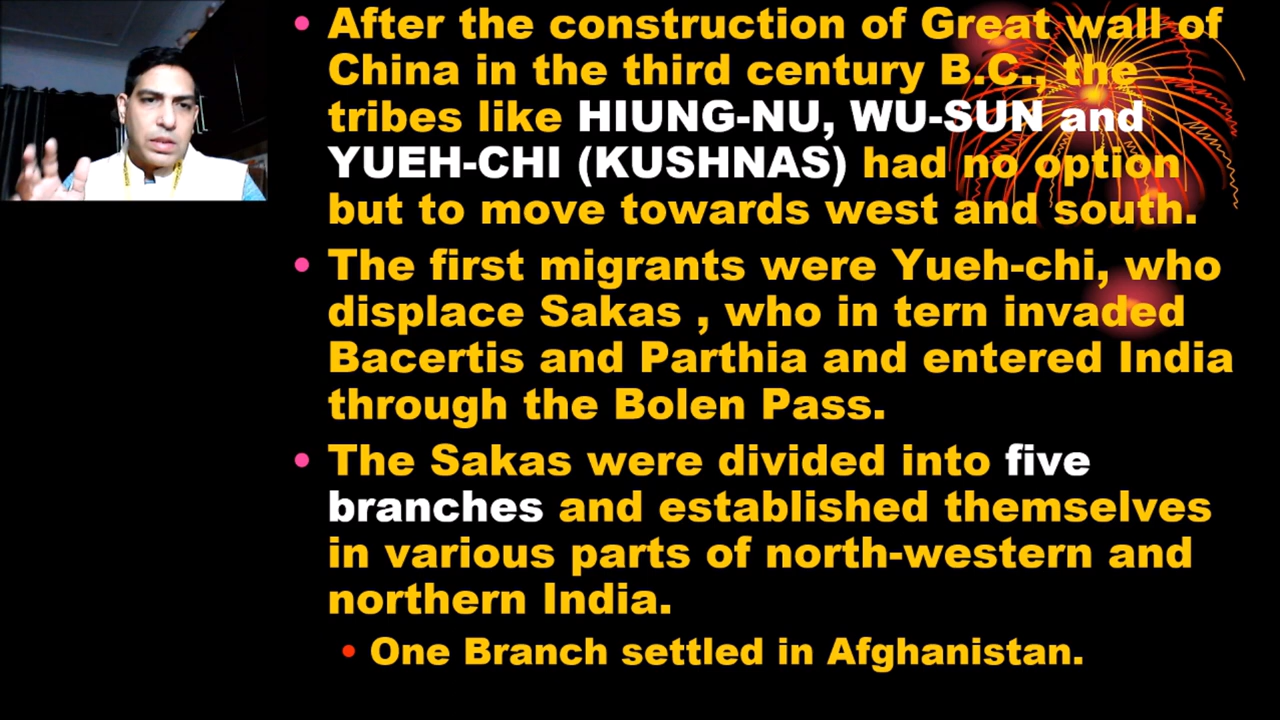 After the construction of Great wall of
China in the third century B.C., the
tribes like HIUNG-NU, WU-SUN and
YUEH-CHI (KUSHNAS) had no option
but to move towards west and south.
The first migrants were Yueh-chi, who
displace Sakas , who in tern invaded
Bacertis and Parthia and entered India
through the Bolen Pass.
The Sakas were divided into five
branches and established themselves
in various parts of north-western and
northern India.
One Branch settled in Afghanistan.